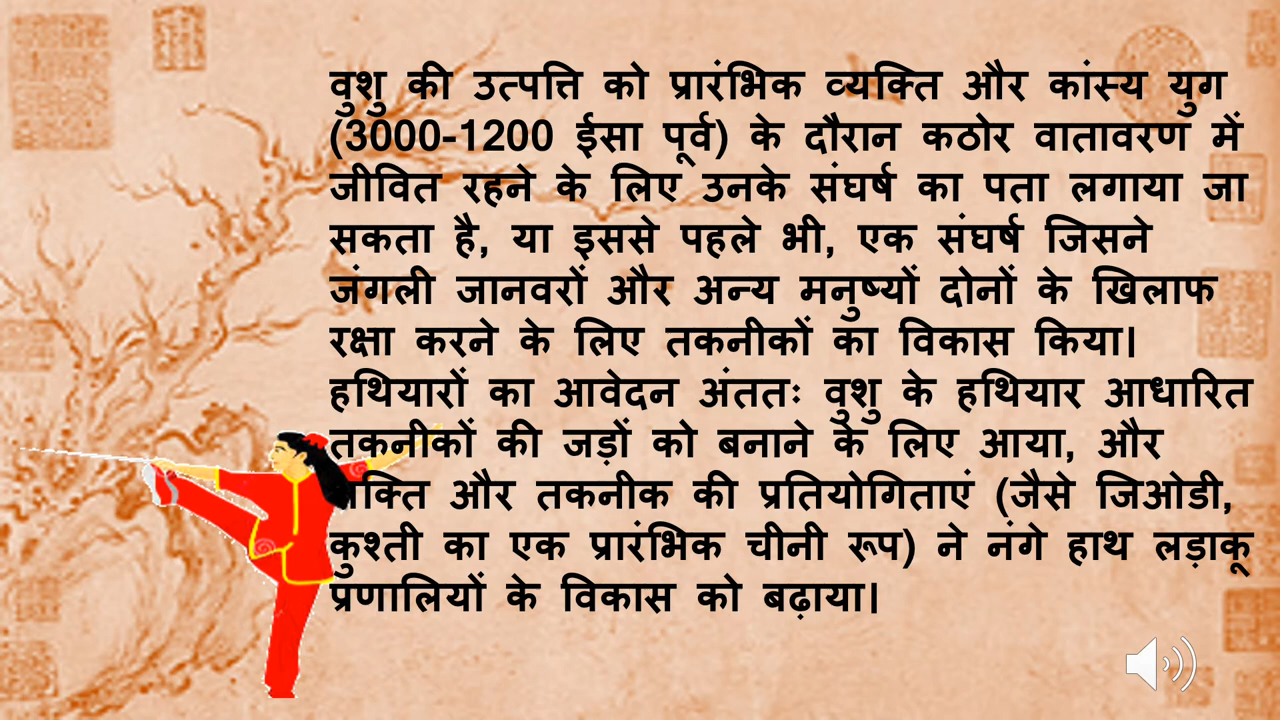 वुशु की उत्पत्ति को प्रारंभिक व्यक्ति और कांस्य युग
(3000-1200 ईसा पूर्व) के दौरान कठोर वातावरण में
जीवित रहने के लिए उनके संघर्ष का पता लगाया जा
सकता है, या इससे पहले भी, एक संघर्ष जिसने
जंगली जानवरों और अन्य मनुष्यों दोनों के खिलाफ
रक्षा करने के लिए तकनीकों का विकास किया।
हथियारों का आवेदन अंततः वुशु के हथियार आधारित
तकनीकों की जड़ों को बनाने के लिए आया, और
और तकनीक की प्रतियोगिताएं (जैसे जिओडी,
कुश्ती का एक प्रारंभिक चीनी रूप) ने नंगे हाथ लड़ाकू
प्रणालियों के विकास को बढ़ाया।